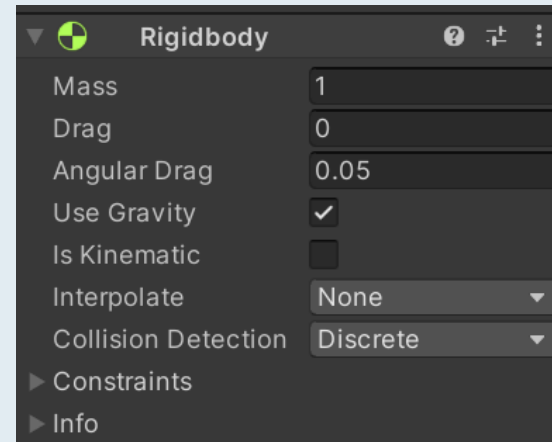 Rigidbody
Mass 1
Drag 0
Angular Drag 0.05
Use Gravity
Is Kinematic
Interpolate None
Collision Detection Discrete
Constraints
Info